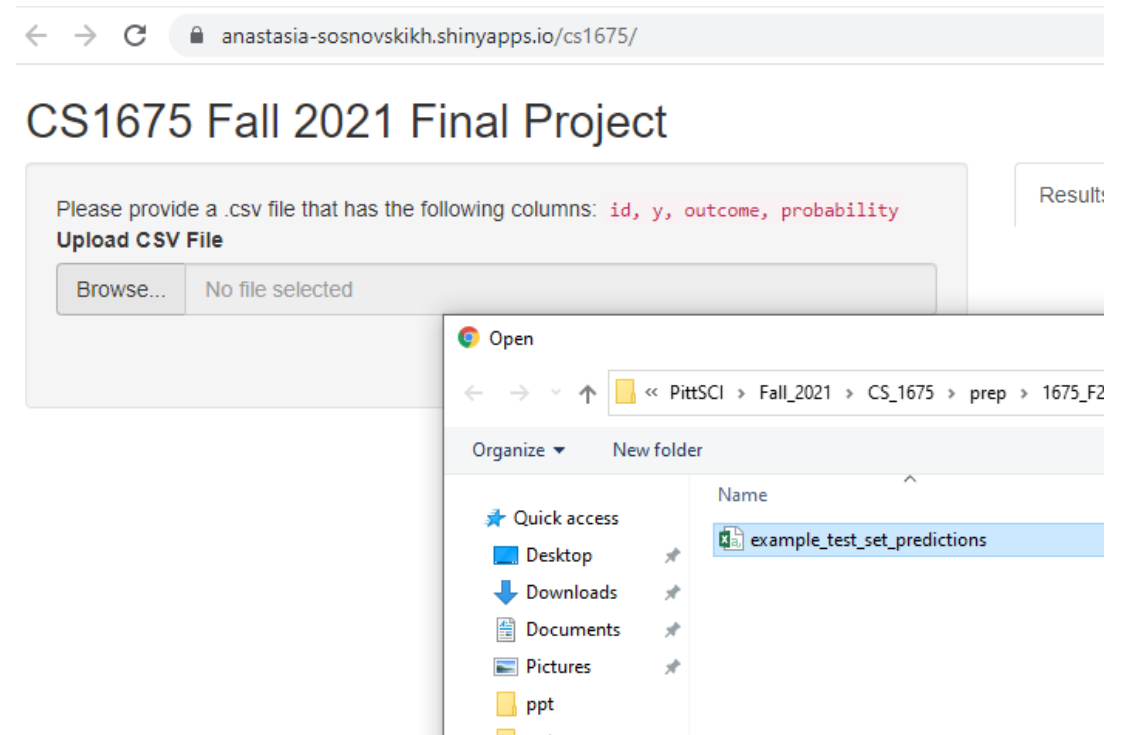 anastasia-sosnovskikh.shinyapps.io/cs1675/
CS1675 Fall 2021 Final Project
Please provide a .csv file that has the following columns: id, y, outcome, probability
Results
Upload CSV File
Browse... No file selected
Open
« PittSCI › Fall_2021 › CS_1675 › prep › 1675_F2
Organize New folder
Name
Quick access
example_test_set_predictions
Desktop
Downloads
Documents
Pictures
ppt